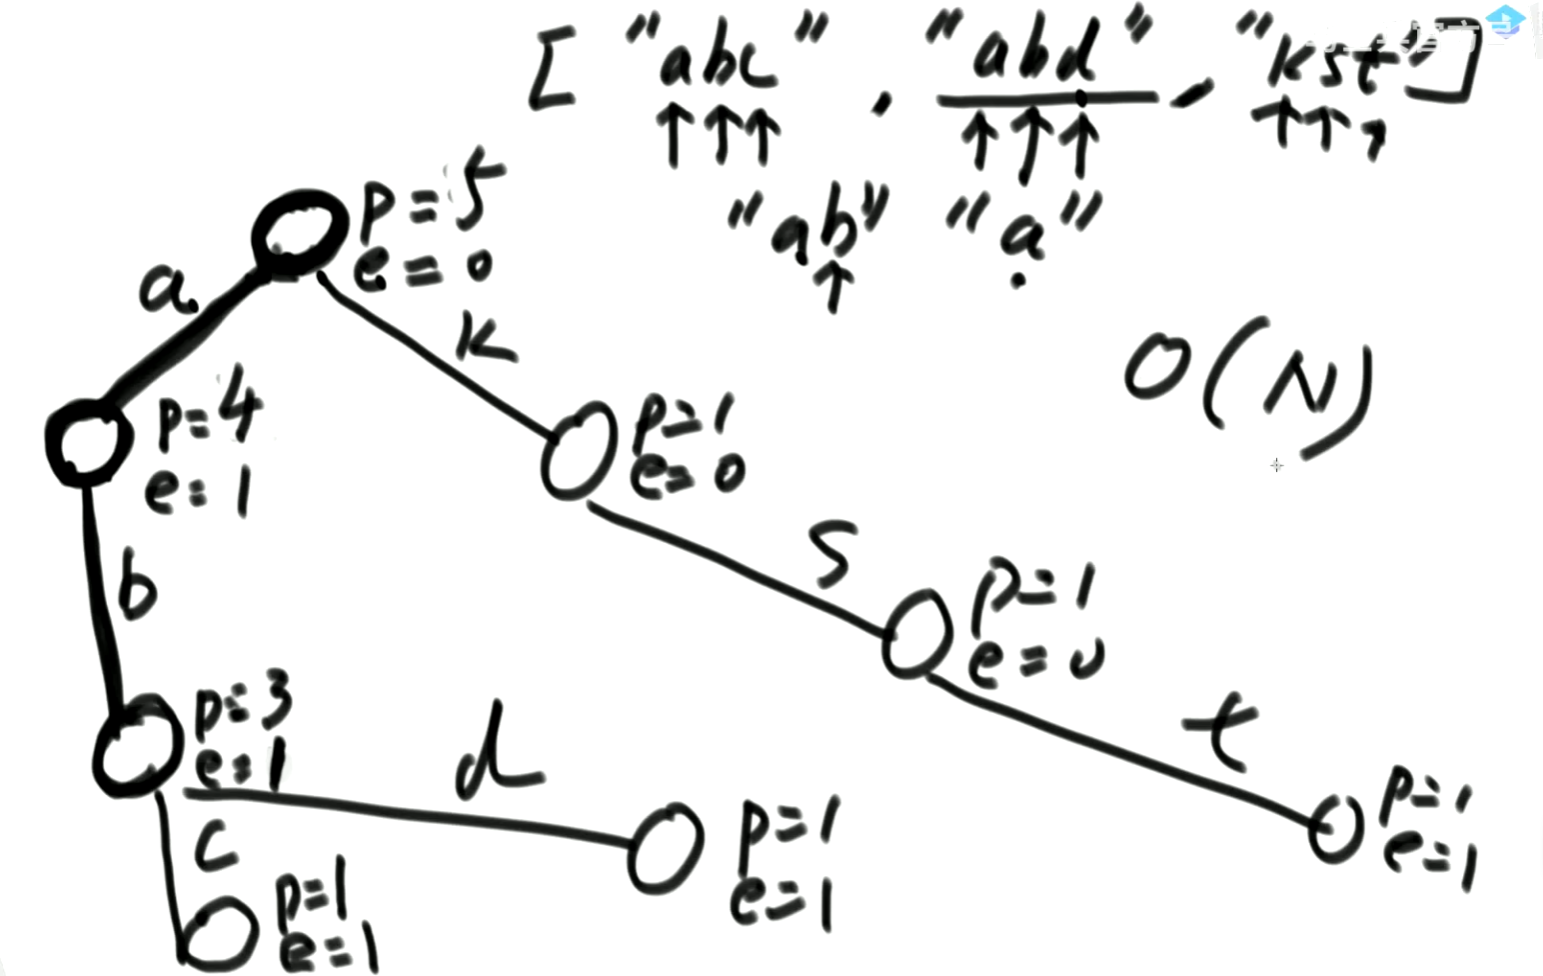 ["abc", "abd", "kst"]
↑↑↑ ↑↑↑ ↑↑↑
"ab" "a"
↑
O(N)
p=5
e=0
a
k
p=4
e=1
p=1
e=0
b
s
p=1
e=0
p=3
e=1
d
t
c
p=1
e=1
p=1
e=1
p=1
e=1